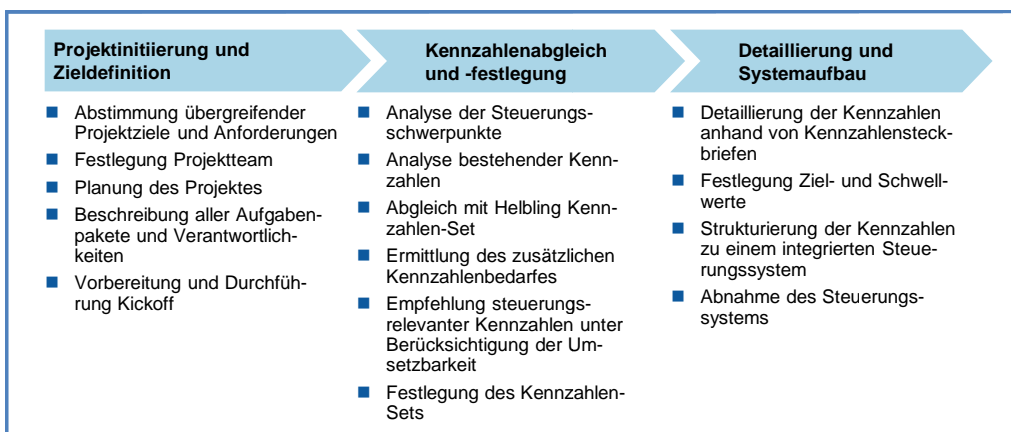 Projektinitiierung und
Zieldefinition
Abstimmung übergreifender
Projektziele und Anforderungen
Festlegung Projektteam
Planung des Projektes
Beschreibung aller Aufgaben-
pakete und Verantwortlich-
keiten
Vorbereitung und Durchfüh-
rung Kickoff
Kennzahlenabgleich
und -festlegung
Analyse der Steuerungs-
schwerpunkte
Analyse bestehender Kenn-
zahlen
Abgleich mit Helbling Kenn-
zahlen-Set
Ermittlung des zusätzlichen
Kennzahlenbedarfes
Empfehlung steuerungs-
relevanter Kennzahlen unter
Berücksichtigung der Um-
setzbarkeit
Festlegung des Kennzahlen-
Sets
Detaillierung und
Systemaufbau
Detaillierung der Kennzahlen
anhand von Kennzahlensteck-
briefen
Festlegung Ziel- und Schwell-
werte
Strukturierung der Kennzahlen
zu einem integrierten Steue-
rungssystem
Abnahme des Steuerungs-
systems